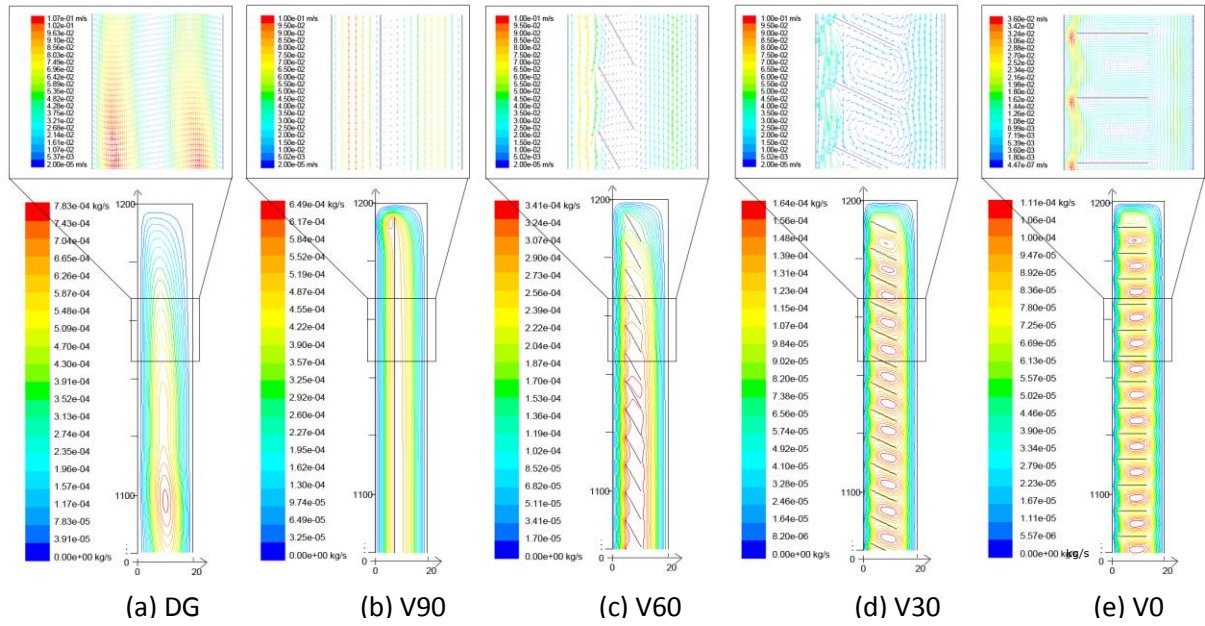 1.07e-01 m/s
1.02e-01
9.63e-02
9.10e-02
8.56e-02
8.03e-02
7.49e-02
6.96e-02
6.42e-02
5.89e-02
5.35e-02
4.82e-02
4.28e-02
3.75e-02
3.21e-02
2.68e-02
2.14e-02
1.61e-02
1.07e-02
5.37e-03
2.00e-05 m/s
1.00e-01 m/s
9.50e-02
9.00e-02
8.50e-02
8.00e-02
7.50e-02
7.00e-02
6.50e-02
6.00e-02
5.50e-02
5.00e-02
4.50e-02
4.00e-02
3.50e-02
3.00e-02
2.50e-02
2.00e-02
1.50e-02
1.00e-02
5.02e-03
2.00e-05 m/s
1.00e-01 m/s
9.50e-02
9.00e-02
8.50e-02
8.00e-02
7.50e-02
7.00e-02
6.50e-02
6.00e-02
5.50e-02
5.00e-02
4.50e-02
4.00e-02
3.50e-02
3.00e-02
2.50e-02
2.00e-02
1.50e-02
1.00e-02
5.02e-03
2.00e-05 m/s
1.00e-01 m/s
9.50e-02
9.00e-02
8.50e-02
8.00e-02
7.50e-02
7.00e-02
6.50e-02
6.00e-02
5.50e-02
5.00e-02
4.50e-02
4.00e-02
3.50e-02
3.00e-02
2.50e-02
2.00e-02
1.50e-02
1.00e-02
5.02e-03
2.00e-05 m/s
3.60e-02 m/s
3.42e-02
3.24e-02
3.06e-02
2.88e-02
2.70e-02
2.52e-02
2.34e-02
2.16e-02
1.98e-02
1.80e-02
1.62e-02
1.44e-02
1.26e-02
1.08e-02
8.99e-03
7.19e-03
5.39e-03
3.60e-03
1.80e-03
4.47e-07 m/s
7.83e-04 kg/s
7.43e-04
7.04e-04
6.65e-04
6.26e-04
5.87e-04
5.48e-04
5.09e-04
4.70e-04
4.30e-04
3.91e-04
3.52e-04
3.13e-04
2.74e-04
2.35e-04
1.96e-04
1.57e-04
1.17e-04
7.83e-05
3.91e-05
0.00e+00 kg/s
1200
1100
0
20
6.49e-04 kg/s
6.17e-04
5.84e-04
5.52e-04
5.19e-04
4.87e-04
4.55e-04
4.22e-04
3.90e-04
3.57e-04
3.25e-04
2.92e-04
2.60e-04
2.27e-04
1.95e-04
1.62e-04
1.30e-04
9.74e-05
6.49e-05
3.25e-05
0.00e+00 kg/s
1200
1100
0
20
3.41e-04 kg/s
3.24e-04
3.07e-04
2.90e-04
2.73e-04
2.56e-04
2.39e-04
2.22e-04
2.04e-04
1.87e-04
1.70e-04
1.53e-04
1.36e-04
1.19e-04
1.02e-04
8.52e-05
6.82e-05
5.11e-05
3.41e-05
1.70e-05
0.00e+00 kg/s
1200
1100
0
20
1.64e-04 kg/s
1.56e-04
1.48e-04
1.39e-04
1.31e-04
1.23e-04
1.15e-04
1.07e-04
9.84e-05
9.02e-05
8.20e-05
7.38e-05
6.56e-05
5.74e-05
4.92e-05
4.10e-05
3.28e-05
2.46e-05
1.64e-05
8.20e-06
0.00e+00 kg/s
1200
1100
0
20
1.11e-04 kg/s
1.06e-04
1.00e-04
9.47e-05
8.92e-05
8.36e-05
7.80e-05
7.25e-05
6.69e-05
6.13e-05
5.57e-05
5.02e-05
4.46e-05
3.90e-05
3.34e-05
2.79e-05
2.23e-05
1.67e-05
1.11e-05
5.57e-06
0.00e+00 kg/s
kg/s
1200
1100
0
20
(a) DG
(b) V90
(c) V60
(d) V30
(e) V0